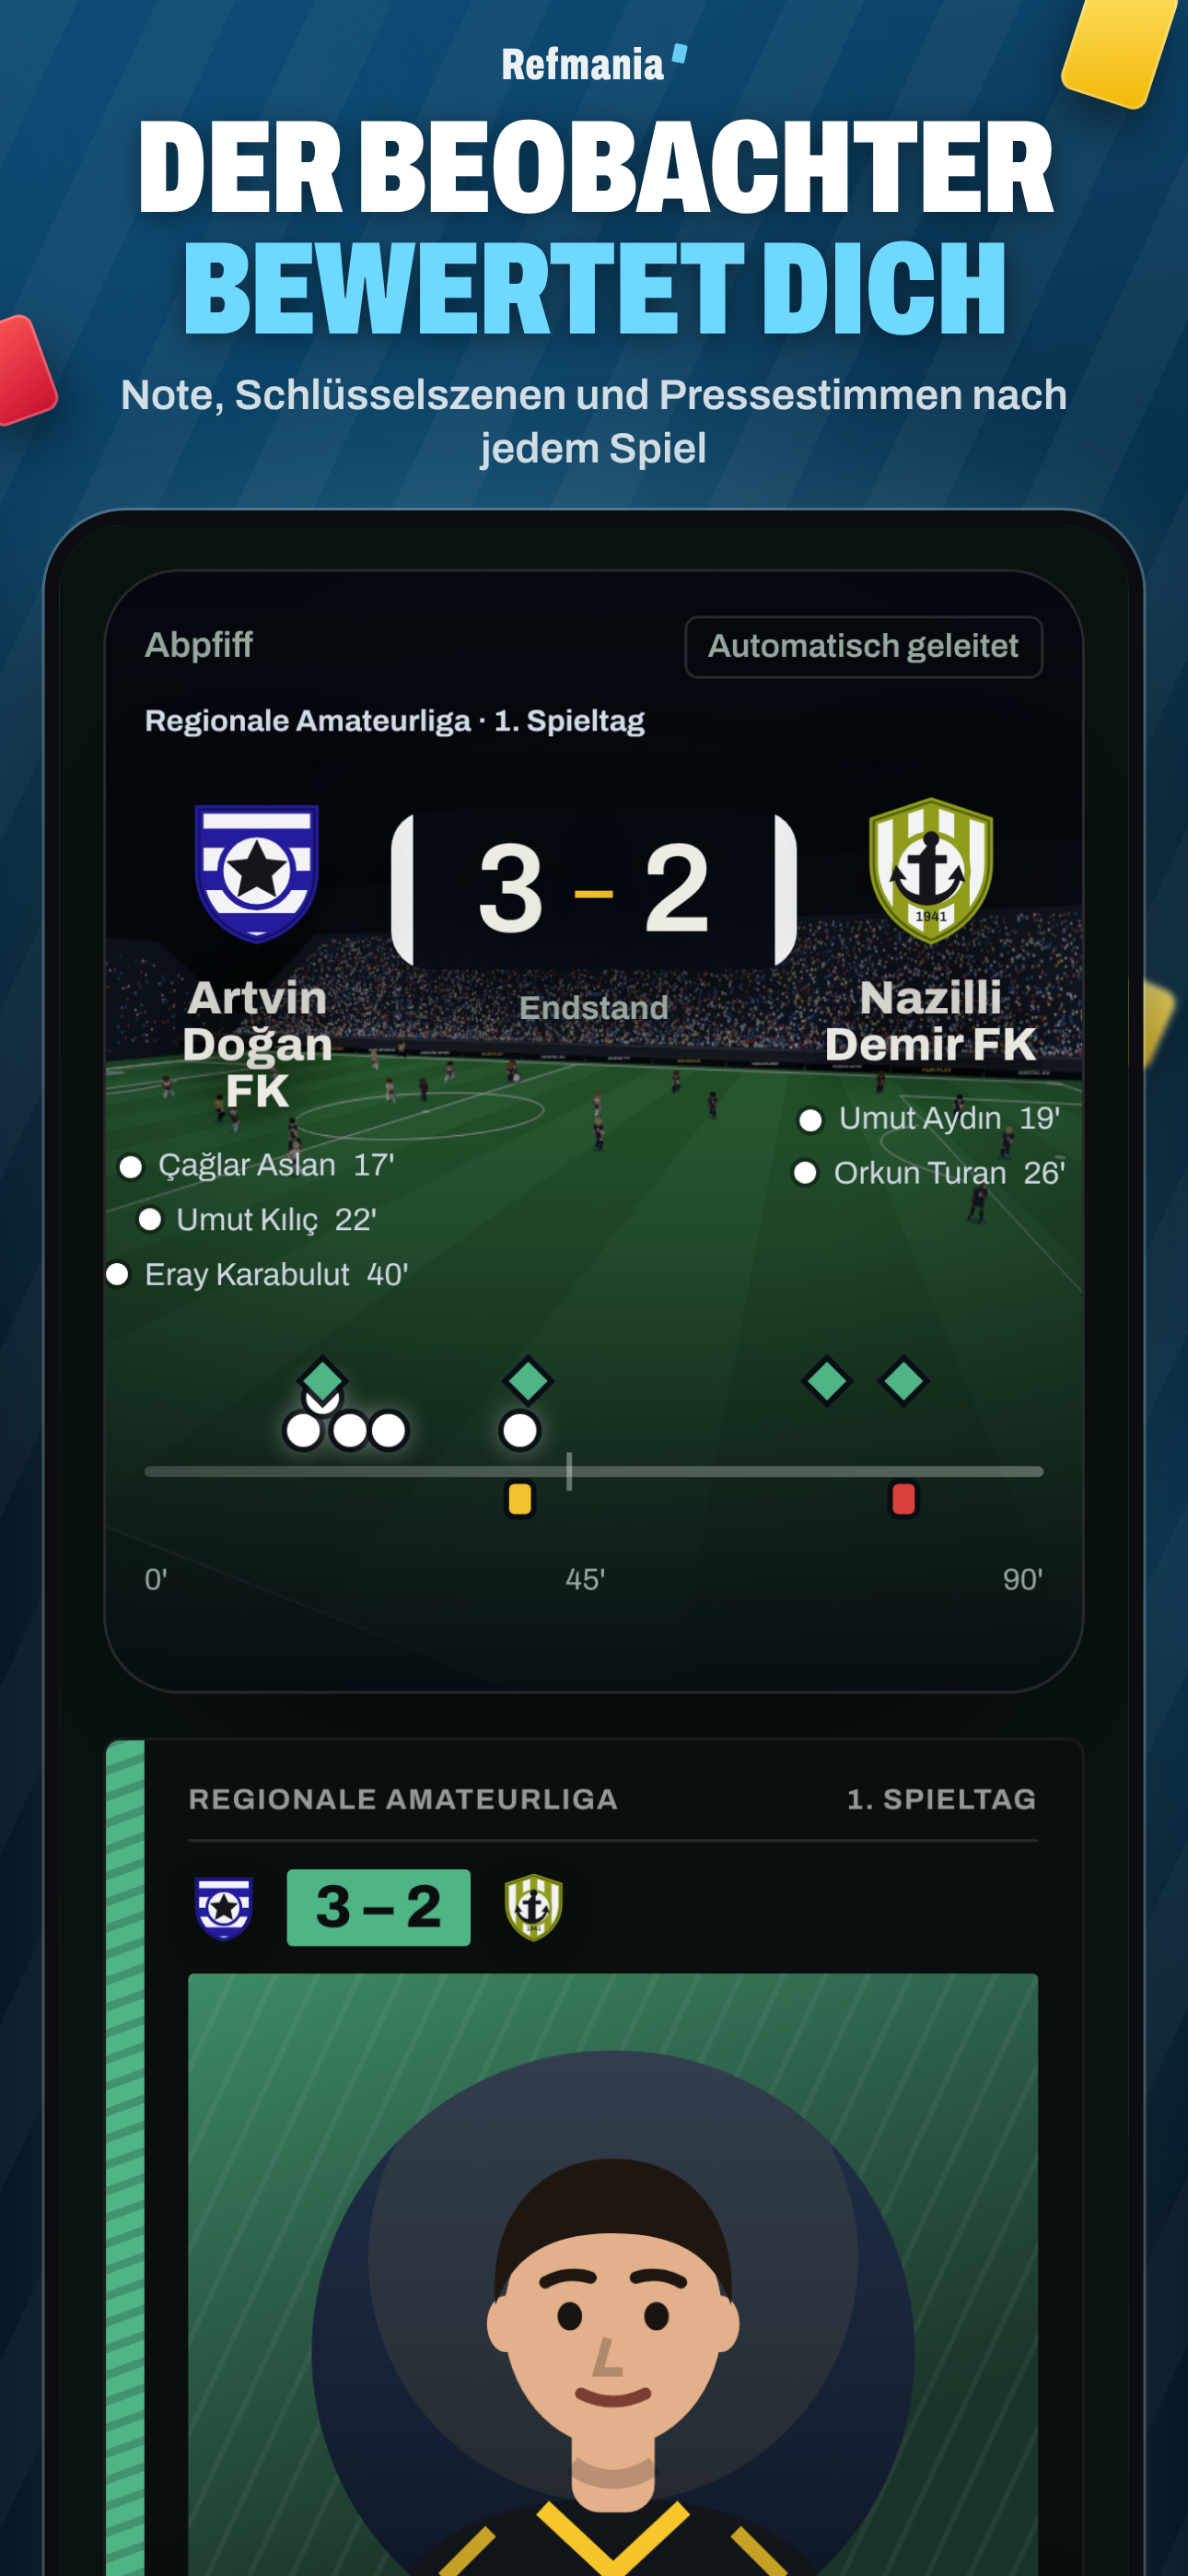 Refmania
DER BEOBACHTER
BEWERTET DICH
Note, Schlüsselszenen und Pressestimmen nach
jedem Spiel
Abpfiff
Automatisch geleitet
Regionale Amateurliga · 1. Spieltag
3 – 2
1941
Artvin
Doğan
FK
Endstand
Nazilli
Demir FK
Çağlar Aslan 17'
Umut Kılıç 22'
Eray Karabulut 40'
Umut Aydın 19'
Orkun Turan 26'
0'
45'
90'
REGIONALE AMATEURLIGA
1. SPIELTAG
3 – 2
1941